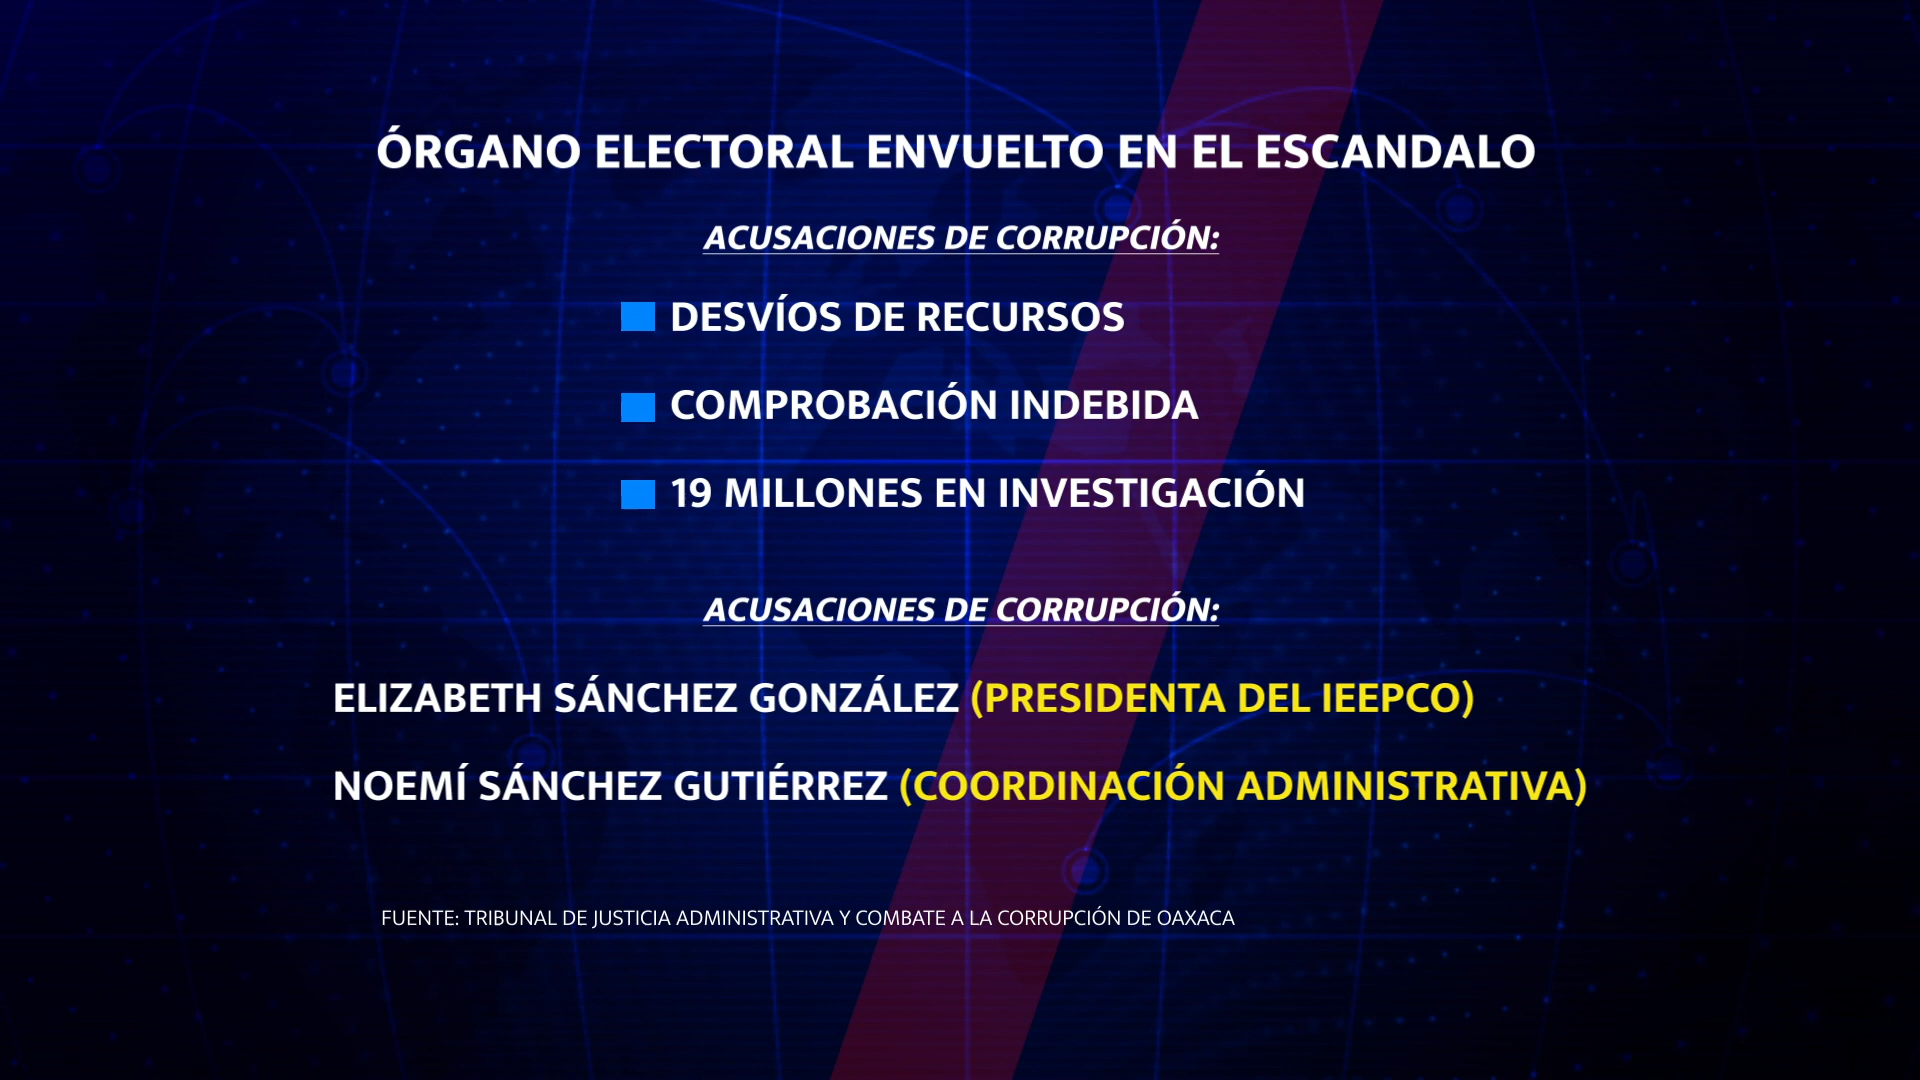 ÓRGANO ELECTORAL ENVUELTO EN EL ESCANDALO
ACUSACIONES DE CORRUPCIÓN:
DESVÍOS DE RECURSOS
COMPROBACIÓN INDEBIDA
19 MILLONES EN INVESTIGACIÓN
ACUSACIONES DE CORRUPCIÓN:
ELIZABETH SÁNCHEZ GONZÁLEZ (PRESIDENTA DEL IEEPCO)
NOEMÍ SÁNCHEZ GUTIÉRREZ (COORDINACIÓN ADMINISTRATIVA)
FUENTE: TRIBUNAL DE JUSTICIA ADMINISTRATIVA Y COMBATE A LA CORRUPCIÓN DE OAXACA